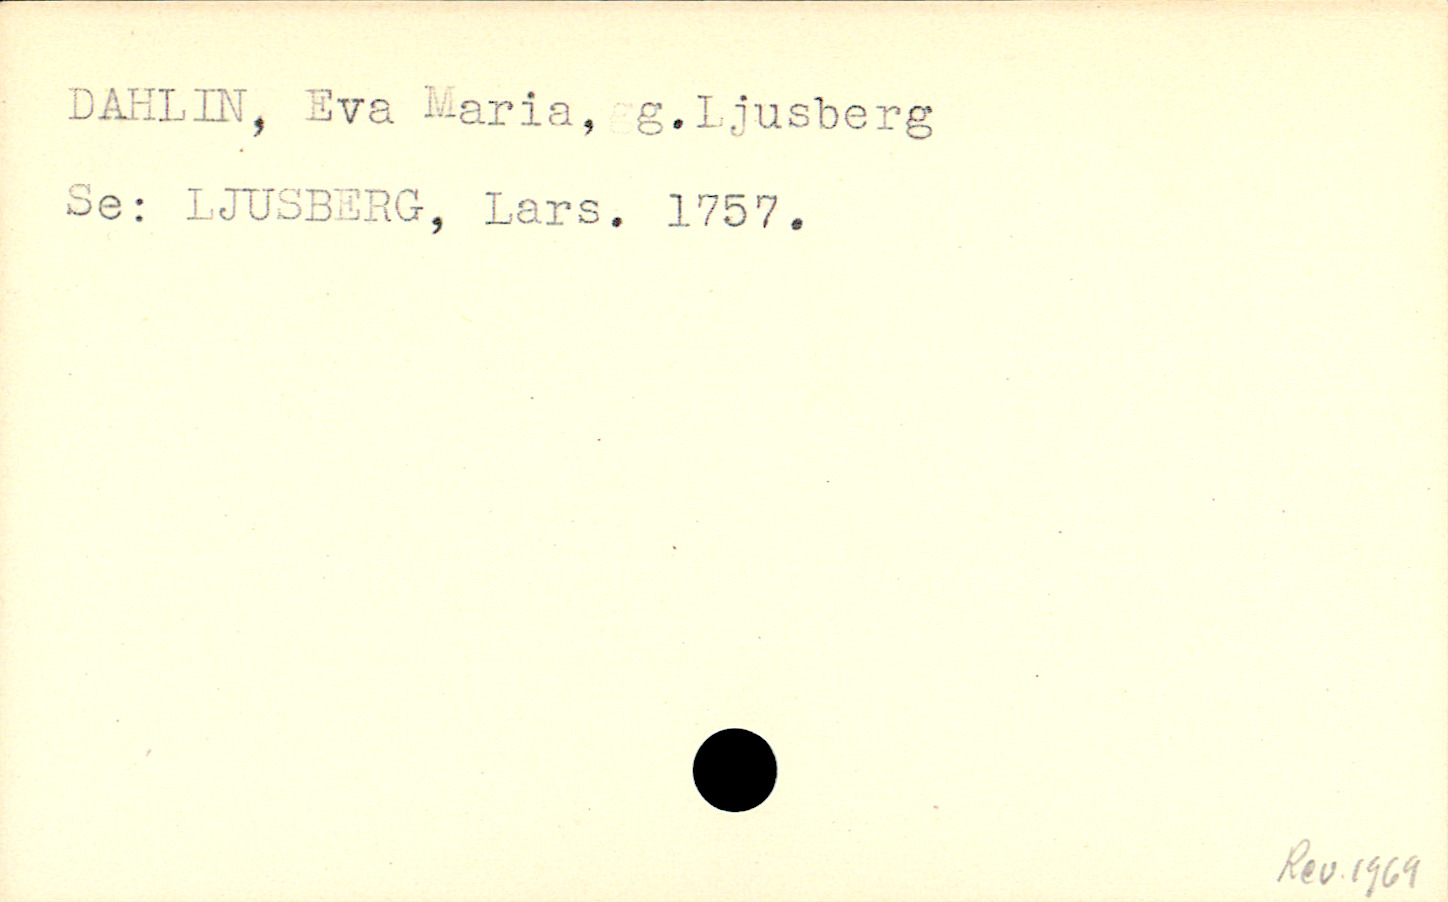 DAHLIN, Eva Maria, g.Ljusberg
Se: LJUSBERG, Lars. 1757.
Rev. 1969